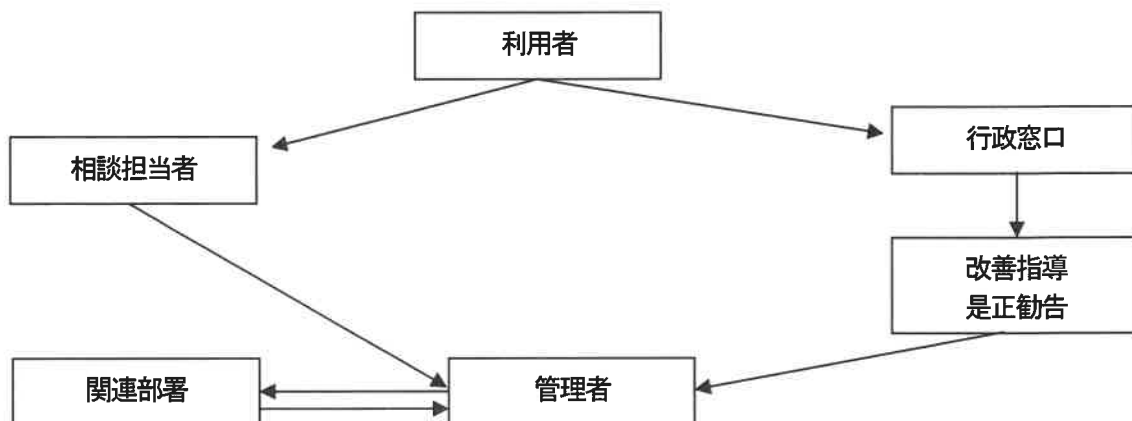 利用者
相談担当者
行政窓口
改善指導
是正勧告
関連部署
管理者